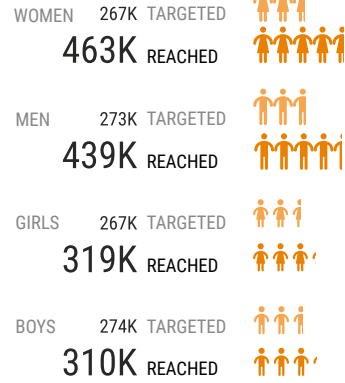 WOMEN 267K TARGETED
463K REACHED
MEN 273K TARGETED
439K REACHED
GIRLS 267K TARGETED
319K REACHED
BOYS 274K TARGETED
310K REACHED